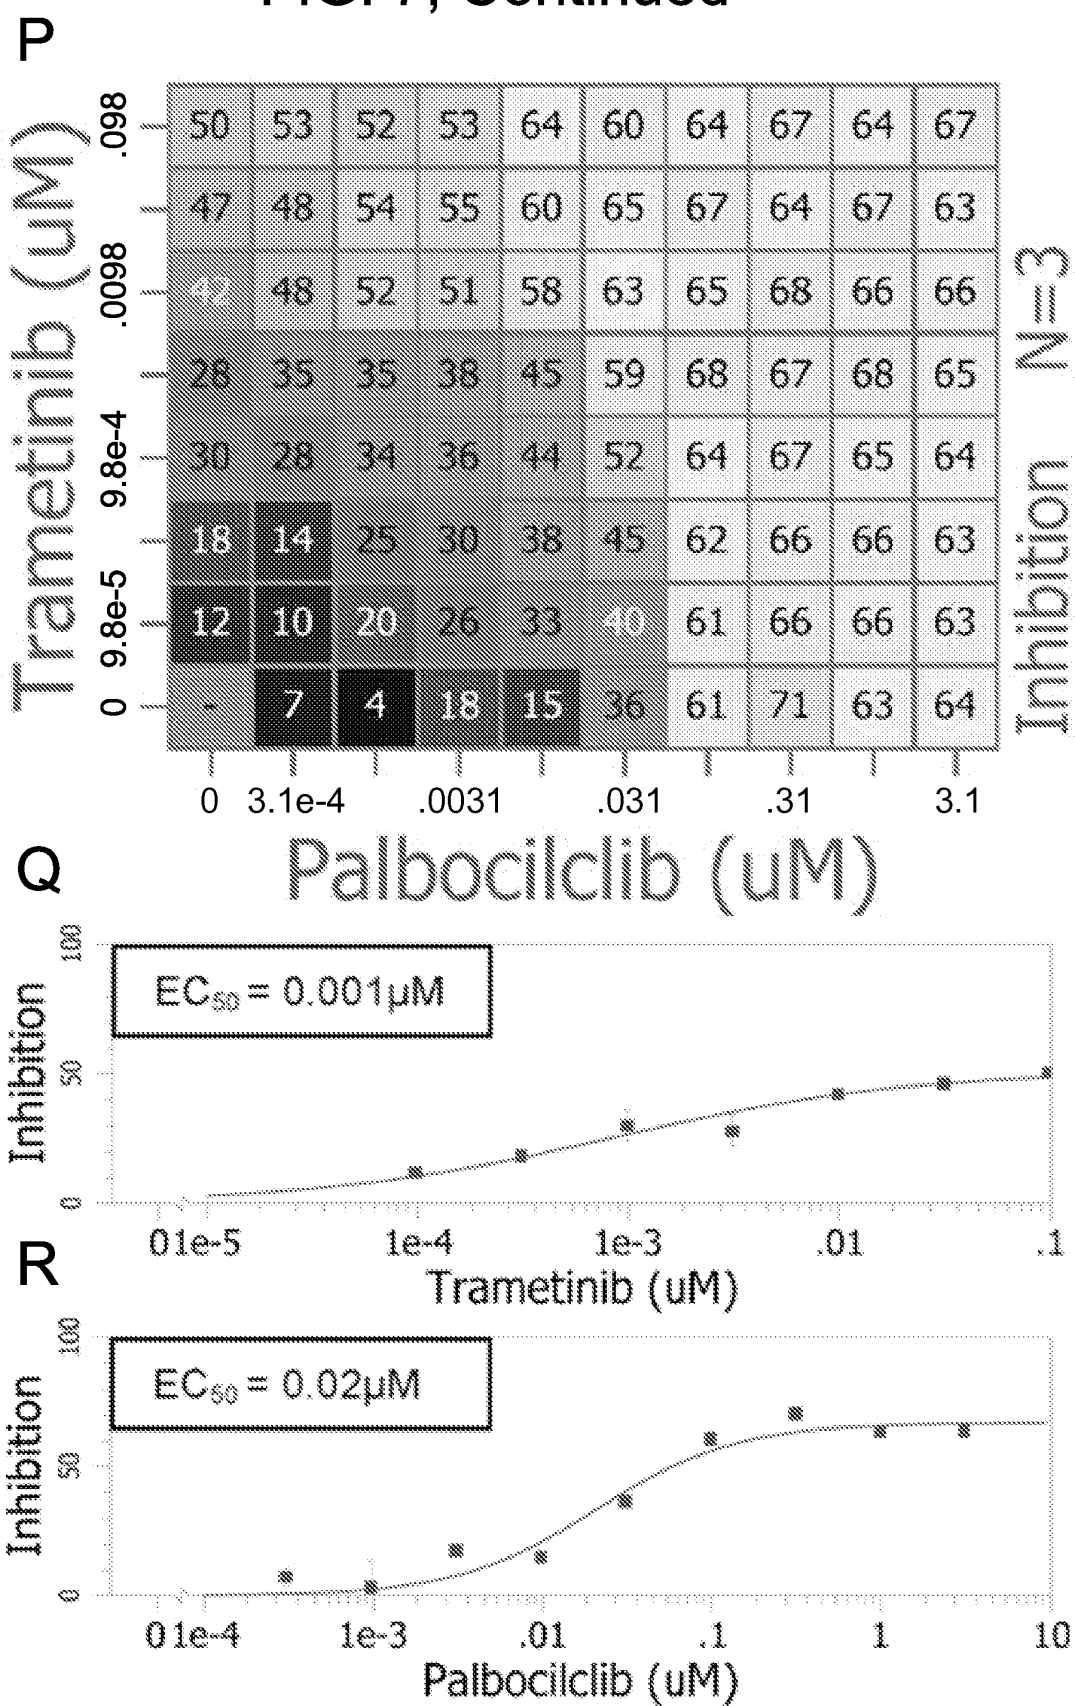 FIG. 7, Continued
P
Trametinib (uM)
.098
.0098
9.8e-4
9.8e-5
0
50 53 52 53 64 60 64 67 64 67
47 48 54 55 60 65 67 64 67 63
42 48 52 51 58 63 65 68 66 66
28 35 35 38 45 59 68 67 68 65
30 28 34 36 44 52 64 67 65 64
18 14 25 30 38 45 62 66 66 63
12 10 20 26 33 40 61 66 66 63
- 7 4 18 15 36 61 71 63 64
Inhibition N=3
0 3.1e-4 .0031 .031 .31 3.1
Palbocilclib (uM)
Q
EC50 = 0.001µM
Inhibition
100
50
0
0 1e-5 1e-4 1e-3 .01 .1
Trametinib (uM)
R
EC50 = 0.02µM
Inhibition
100
50
0
0 1e-4 1e-3 .01 .1 1 10
Palbocilclib (uM)